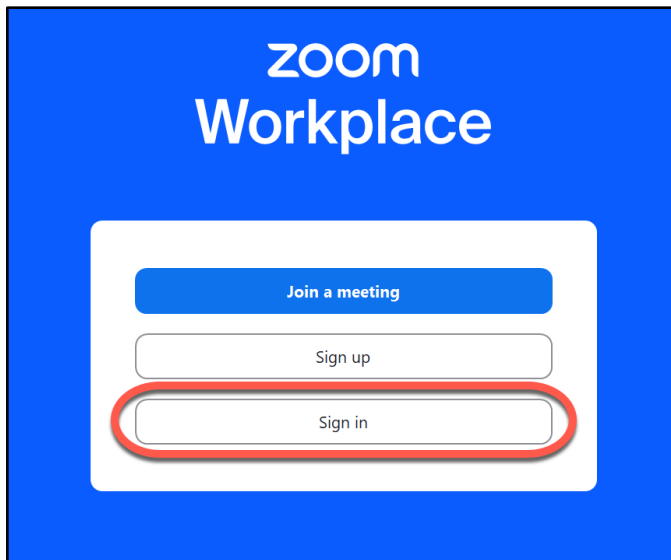 zoom
Workplace
Join a meeting
Sign up
Sign in